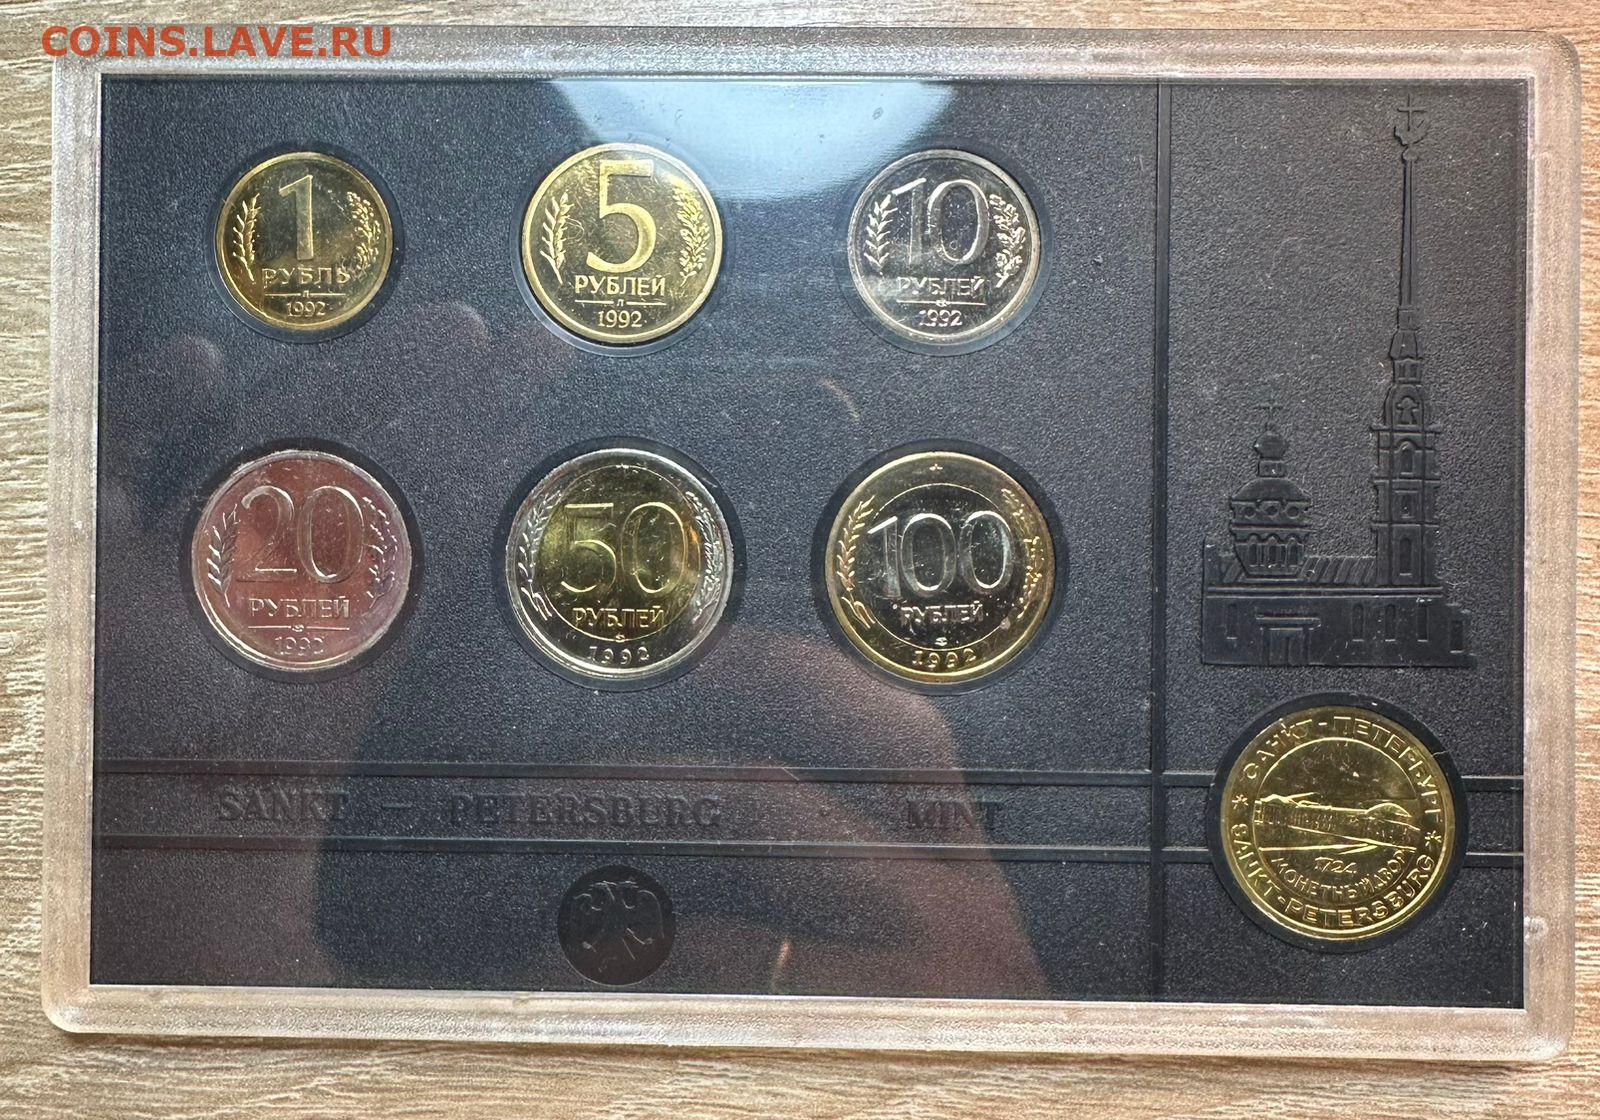 COINS.LAVE.RU
1
РУБЛЬ
Л
1992
5
РУБЛЕЙ
Л
1992
10
РУБЛЕЙ
1992
20
РУБЛЕЙ
1992
50
РУБЛЕЙ
1992
100
РУБЛЕЙ
1992
SANKT — PETERSBURG · MINT
* САНКТ-ПЕТЕРБУРГ *
1724
МОНЕТНЫЙ ДВОР
SANKT-PETERSBURG